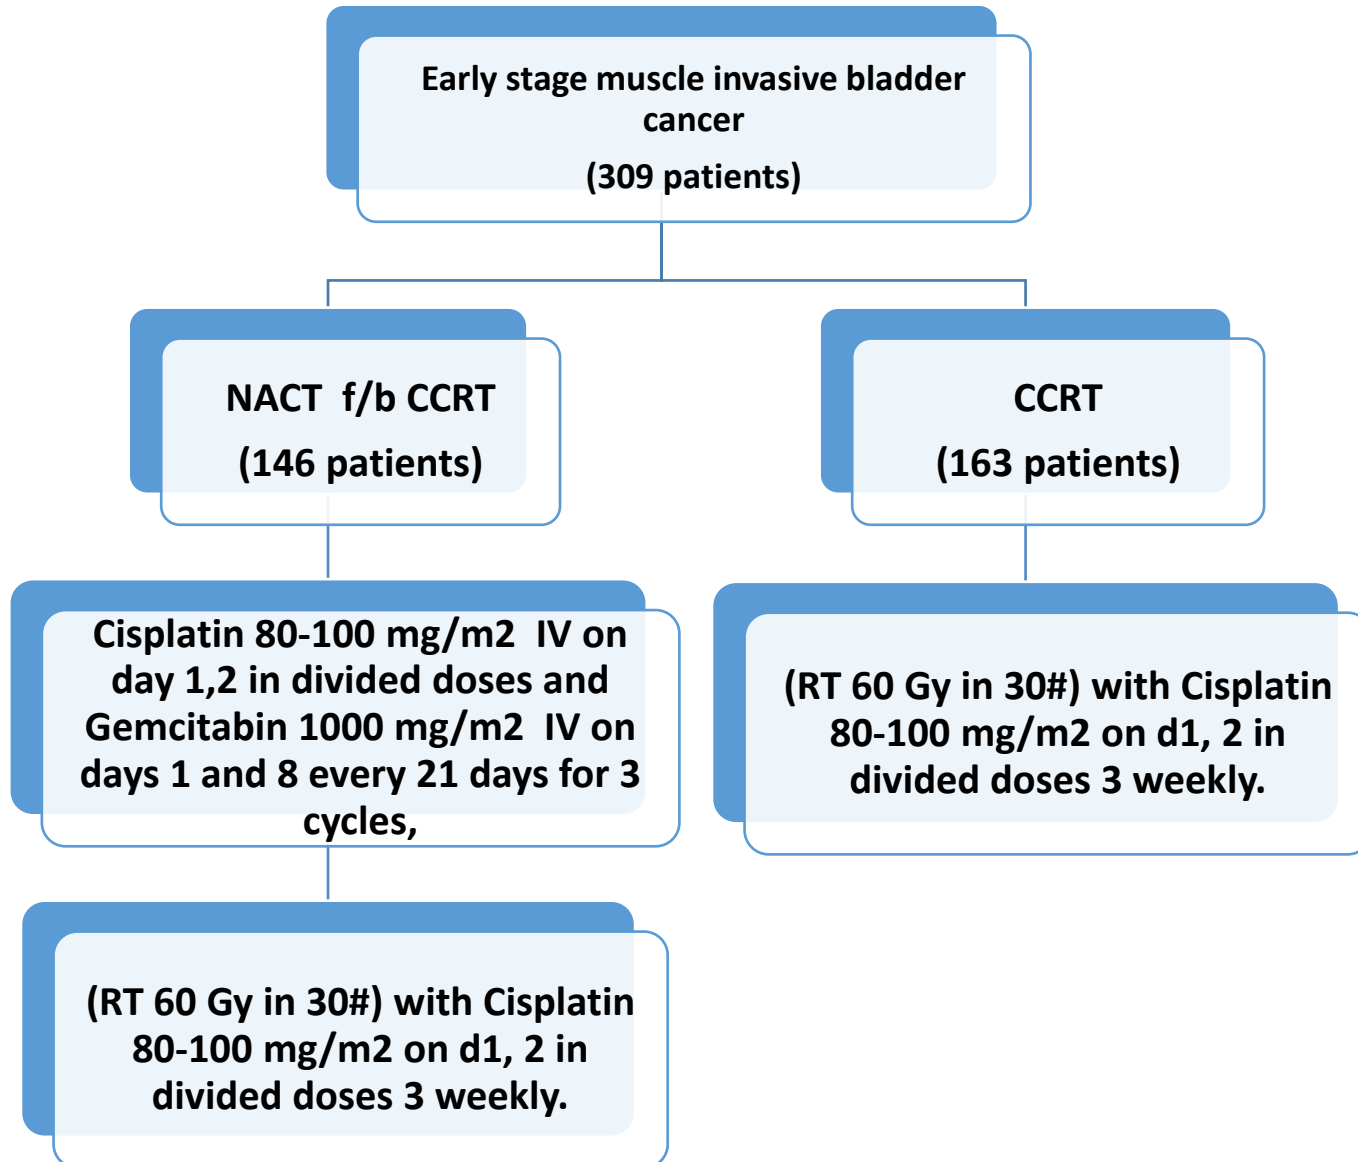 Early stage muscle invasive bladder
cancer
(309 patients)
NACT f/b CCRT
(146 patients)
CCRT
(163 patients)
Cisplatin 80-100 mg/m2 IV on
day 1,2 in divided doses and
Gemcitabin 1000 mg/m2 IV on
days 1 and 8 every 21 days for 3
cycles,
(RT 60 Gy in 30#) with Cisplatin
80-100 mg/m2 on d1, 2 in
divided doses 3 weekly.
(RT 60 Gy in 30#) with Cisplatin
80-100 mg/m2 on d1, 2 in
divided doses 3 weekly.